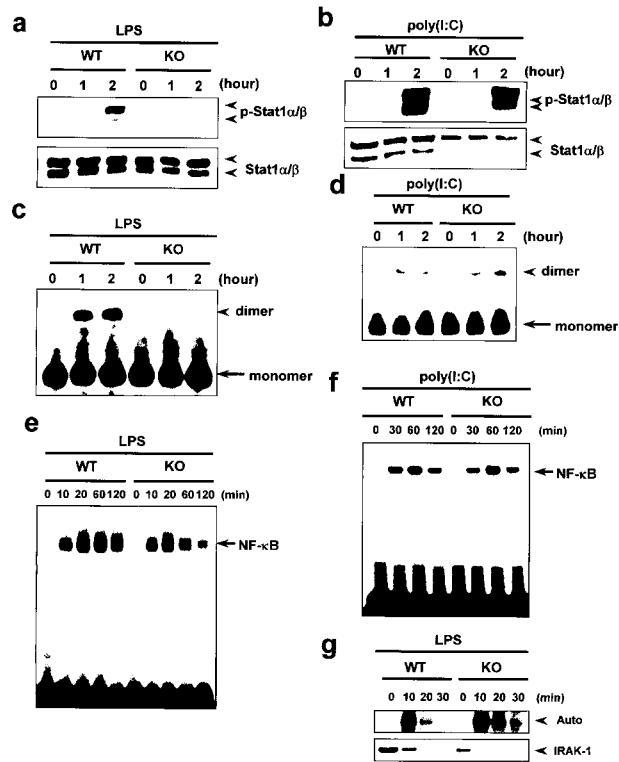 a
LPS
WT KO
0 1 2 0 1 2 (hour)
p-Stat1α/β
Stat1α/β
b
poly(I:C)
WT KO
0 1 2 0 1 2 (hour)
p-Stat1α/β
Stat1α/β
c
LPS
WT KO
0 1 2 0 1 2 (hour)
dimer
monomer
d
poly(I:C)
WT KO
0 1 2 0 1 2 (hour)
dimer
monomer
e
LPS
WT KO
0 10 20 60 120 0 10 20 60 120 (min)
NF-κB
f
poly(I:C)
WT KO
0 30 60 120 0 30 60 120 (min)
NF-κB
g
LPS
WT KO
0 10 20 30 0 10 20 30 (min)
Auto
IRAK-1